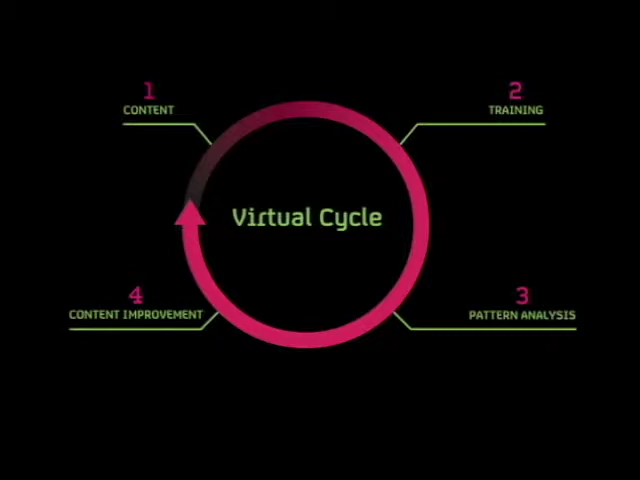 1
CONTENT
2
TRAINING
Virtual Cycle
4
CONTENT IMPROVEMENT
3
PATTERN ANALYSIS